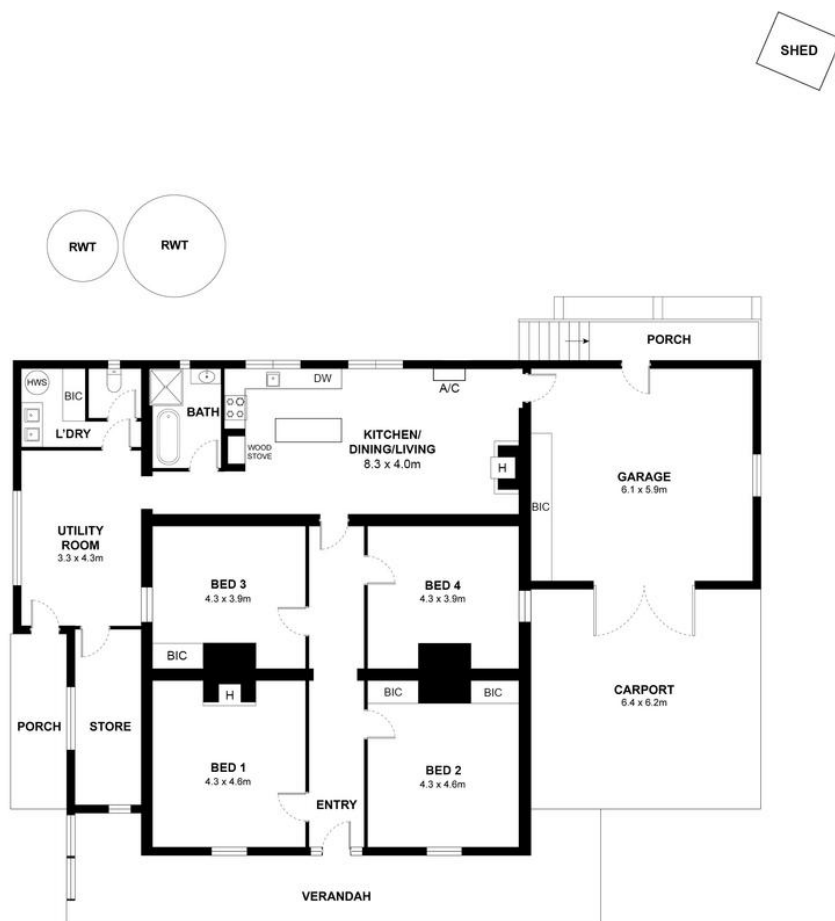 SHED
RWT
RWT
PORCH
HWS
BIC
L'DRY
BATH
DW
A/C
WOOD
STOVE
KITCHEN/
DINING/LIVING
8.3 x 4.0m
H
GARAGE
6.1 x 5.9m
BIC
UTILITY
ROOM
3.3 x 4.3m
BED 3
4.3 x 3.9m
BIC
BED 4
4.3 x 3.9m
PORCH
STORE
H
BED 1
4.3 x 4.6m
ENTRY
BIC
BIC
BED 2
4.3 x 4.6m
CARPORT
6.4 x 6.2m
VERANDAH